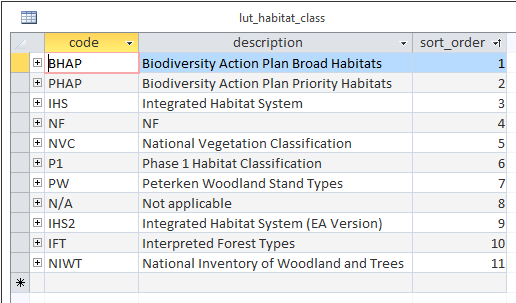 lut_habitat_class
code description sort_order
BHAP Biodiversity Action Plan Broad Habitats 1
PHAP Biodiversity Action Plan Priority Habitats 2
IHS Integrated Habitat System 3
NF NF 4
NVC National Vegetation Classification 5
P1 Phase 1 Habitat Classification 6
PW Peterken Woodland Stand Types 7
N/A Not applicable 8
IHS2 Integrated Habitat System (EA Version) 9
IFT Interpreted Forest Types 10
NIWT National Inventory of Woodland and Trees 11